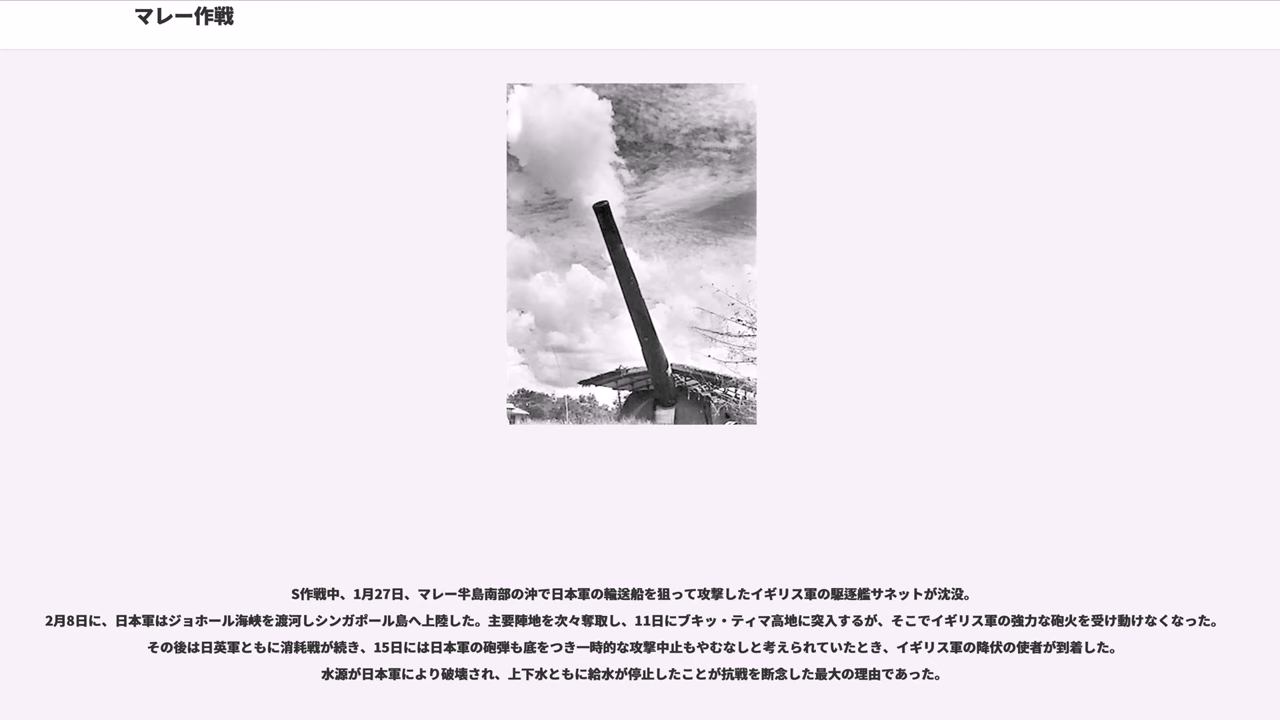 マレー作戦
S作戦中、1月27日、マレー半島南部の沖で日本軍の輸送船を狙って攻撃したイギリス軍の駆逐艦サネットが沈没。
2月8日に、日本軍はジョホール海峡を渡河しシンガポール島へ上陸した。主要陣地を次々奪取し、11日にブキッ・ティマ高地に突入するが、そこでイギリス軍の強力な砲火を受け動けなくなった。
その後は日英軍ともに消耗戦が続き、15日には日本軍の砲弾も底をつき一時的な攻撃中止もやむなしと考えられていたとき、イギリス軍の降伏の使者が到着した。
水源が日本軍により破壊され、上下水ともに給水が停止したことが抗戦を断念した最大の理由であった。